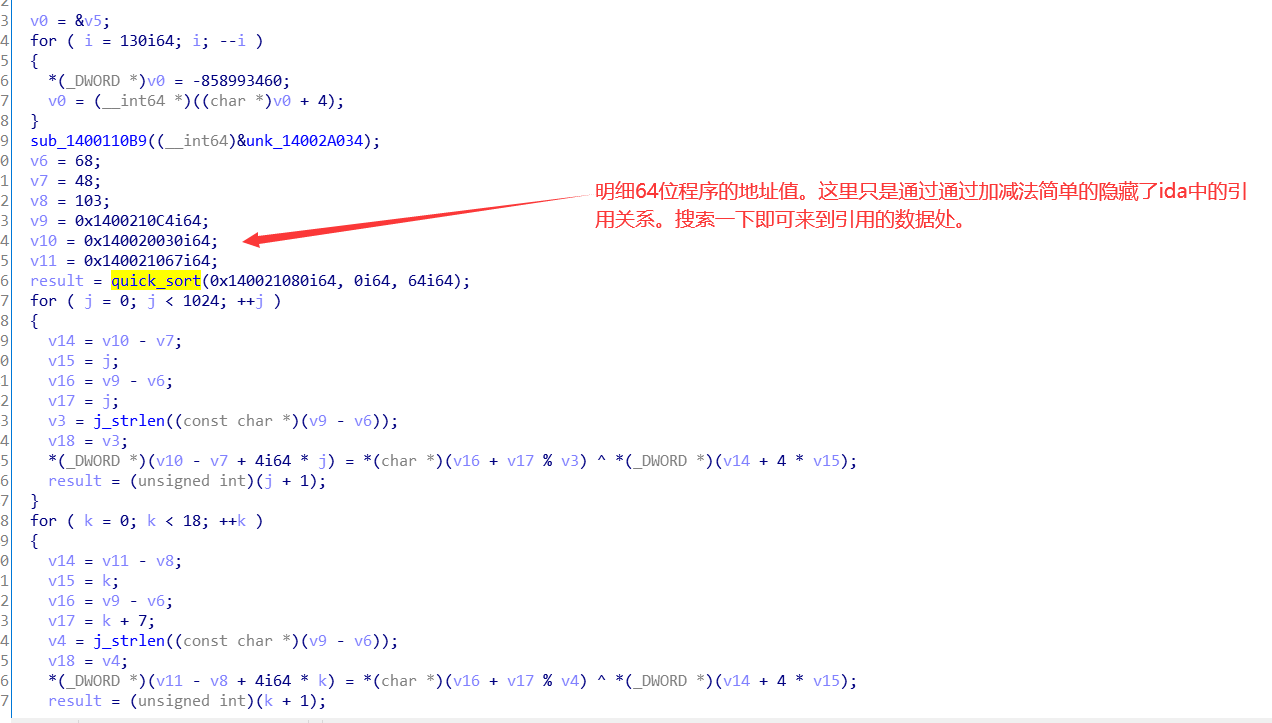 2
3 v0 = &v5;
4 for ( i = 130i64; i; --i )
5 {
6 *(_DWORD *)v0 = -858993460;
7 v0 = (__int64 *)((char *)v0 + 4);
8 }
9 sub_1400110B9((__int64)&unk_14002A034);
0 v6 = 68;
1 v7 = 48;
明细64位程序的地址值。这里只是通过通过加减法简单的隐藏了ida中的引
2 v8 = 103;
3 v9 = 0x1400210C4i64;
用关系。搜索一下即可来到引用的数据处。
4 v10 = 0x140020030i64;
5 v11 = 0x140021067i64;
6 result = quick_sort(0x140021080i64, 0i64, 64i64);
7 for ( j = 0; j < 1024; ++j )
8 {
9 v14 = v10 - v7;
0 v15 = j;
1 v16 = v9 - v6;
2 v17 = j;
3 v3 = j_strlen((const char *)(v9 - v6));
4 v18 = v3;
5 *(_DWORD *)(v10 - v7 + 4i64 * j) = *(char *)(v16 + v17 % v3) ^ *(_DWORD *)(v14 + 4 * v15);
6 result = (unsigned int)(j + 1);
7 }
8 for ( k = 0; k < 18; ++k )
9 {
0 v14 = v11 - v8;
1 v15 = k;
2 v16 = v9 - v6;
3 v17 = k + 7;
4 v4 = j_strlen((const char *)(v9 - v6));
5 v18 = v4;
6 *(_DWORD *)(v11 - v8 + 4i64 * k) = *(char *)(v16 + v17 % v4) ^ *(_DWORD *)(v14 + 4 * v15);
7 result = (unsigned int)(k + 1);